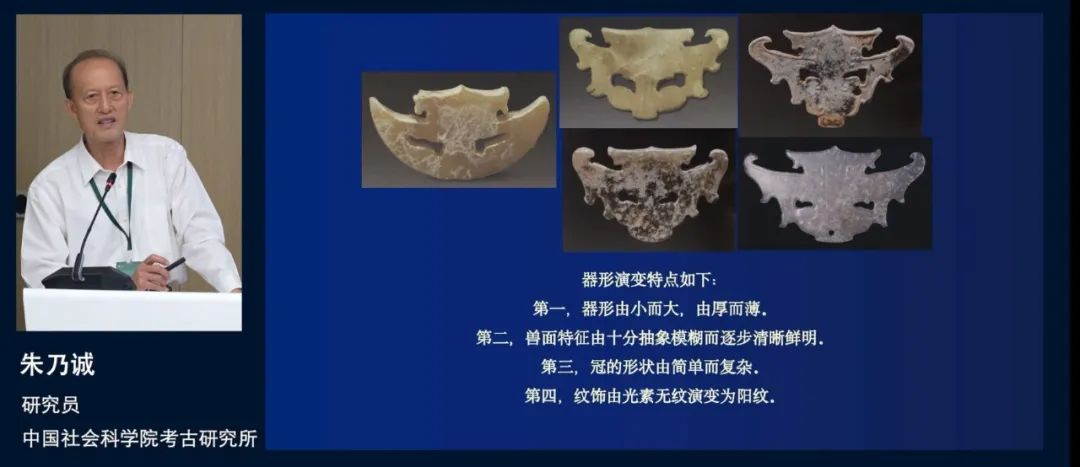 器形演变特点如下：
第一，器形由小而大，由厚而薄。
第二，兽面特征由十分抽象模糊而逐步清晰鲜明。
第三，冠的形状由简单而复杂。
第四，纹饰由光素无纹演变为阳纹。
朱乃诚
研究员
中国社会科学院考古研究所